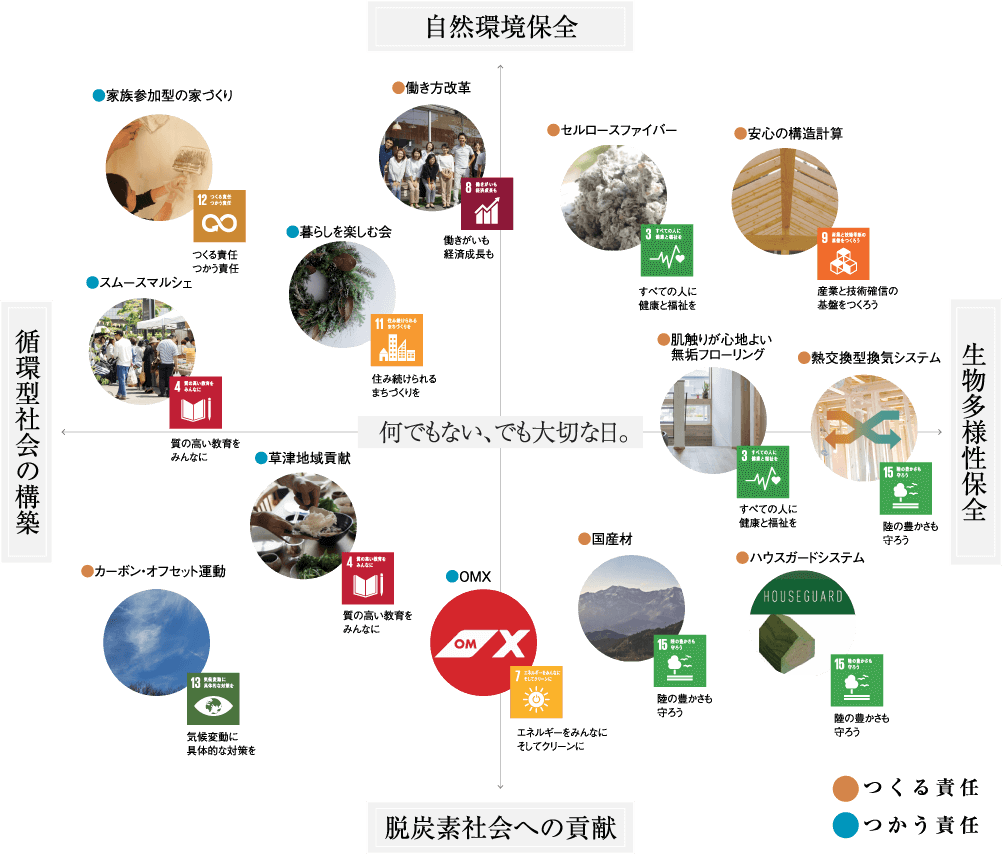 自然環境保全
家族参加型の家づくり
12 つくる責任
つかう責任
つくる責任
つかう責任
働き方改革
8 働きがいも
経済成長も
働きがいも
経済成長も
セルロースファイバー
3 すべての人に
健康と福祉を
すべての人に
健康と福祉を
安心の構造計算
9 産業と技術革新の
基盤をつくろう
産業と技術確信の
基盤をつくろう
暮らしを楽しむ会
11 住み続けられる
まちづくりを
住み続けられる
まちづくりを
スムースマルシェ
4 質の高い教育を
みんなに
質の高い教育を
みんなに
循環型社会の構築
何でもない、でも大切な日。
肌触りが心地よい
無垢フローリング
3 すべての人に
健康と福祉を
すべての人に
健康と福祉を
熱交換型換気システム
15 陸の豊かさも
守ろう
陸の豊かさも
守ろう
生物多様性保全
草津地域貢献
4 質の高い教育を
みんなに
質の高い教育を
みんなに
カーボン・オフセット運動
13 気候変動に
具体的な対策を
気候変動に
具体的な対策を
OMX
OM X
7 エネルギーをみんなに
そしてクリーンに
エネルギーをみんなに
そしてクリーンに
国産材
15 陸の豊かさも
守ろう
陸の豊かさも
守ろう
ハウスガードシステム
HOUSEGUARD
15 陸の豊かさも
守ろう
陸の豊かさも
守ろう
つくる責任
つかう責任
脱炭素社会への貢献